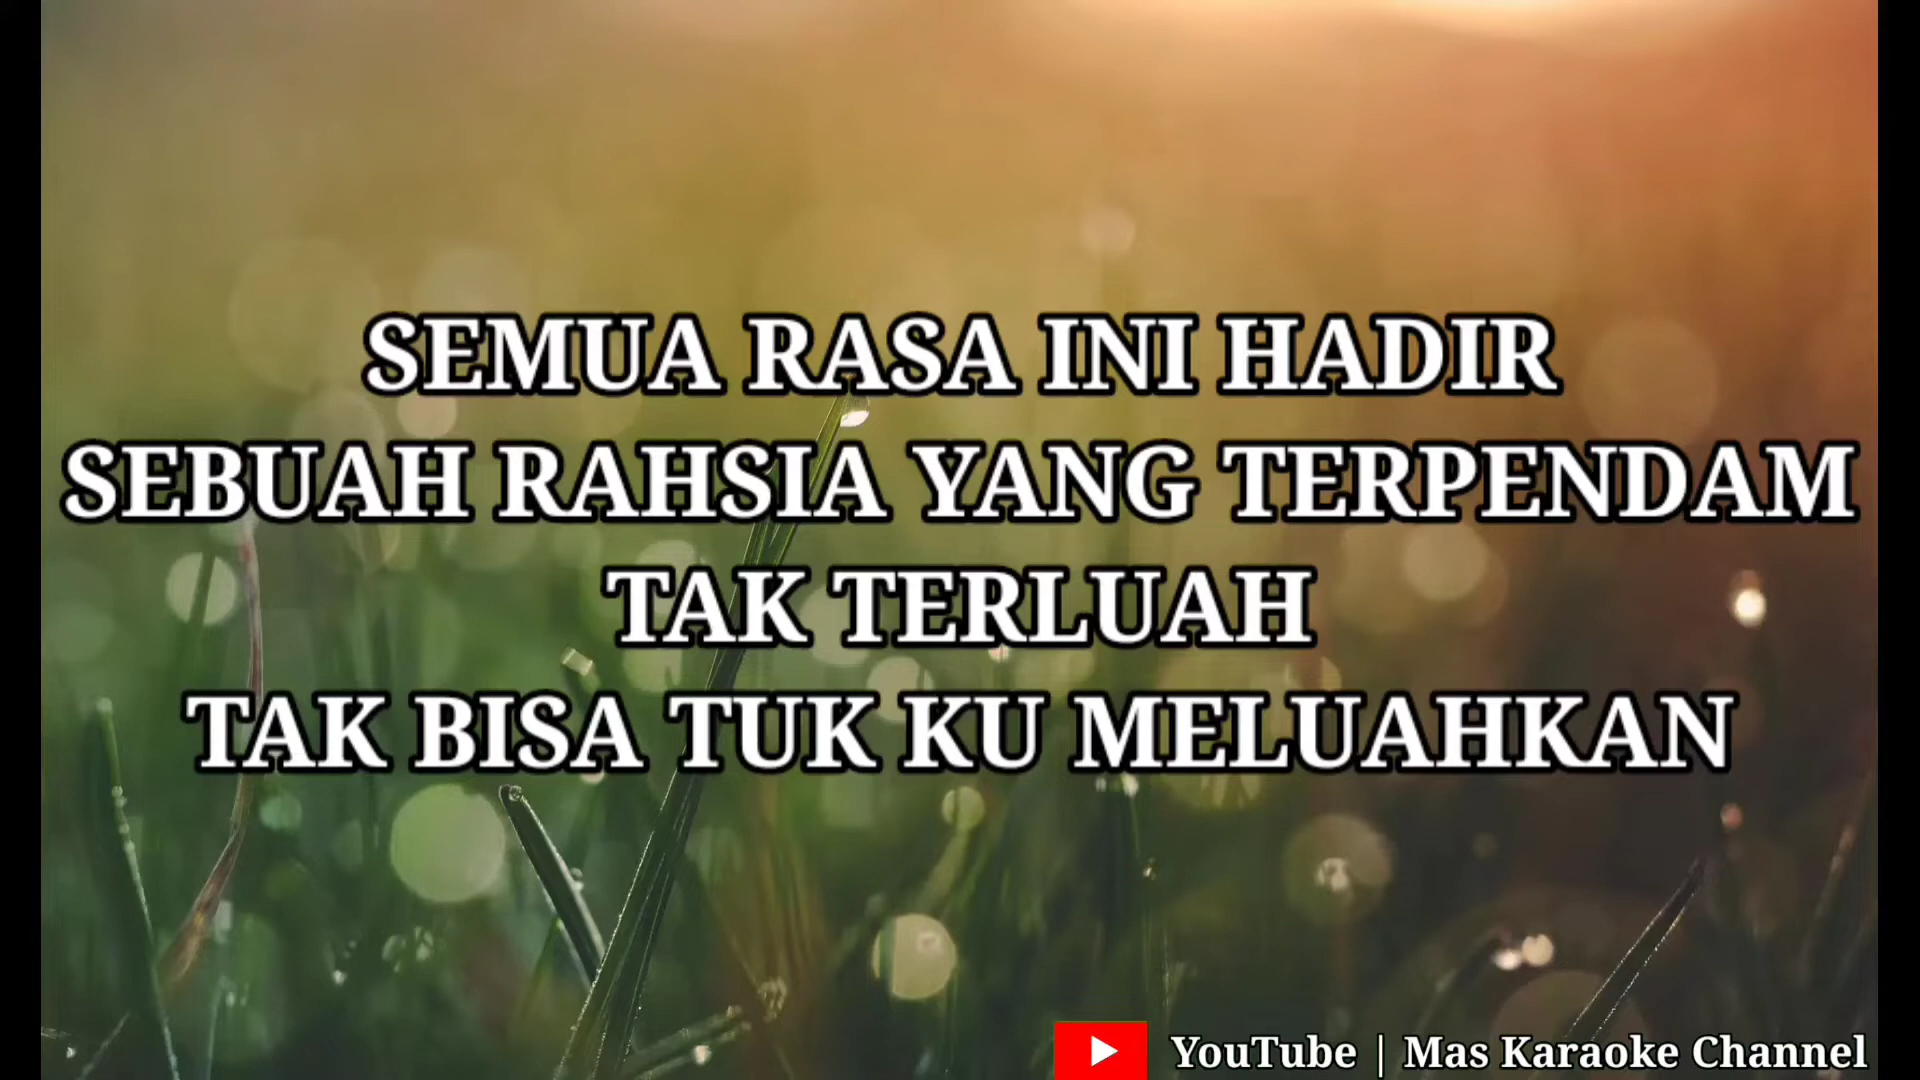 SEMUA RASA INI HADIR
SEBUAH RAHSIA YANG TERPENDAM
TAK TERLUAH
TAK BISA TUK KU MELUAHKAN
YouTube | Mas Karaoke Channel